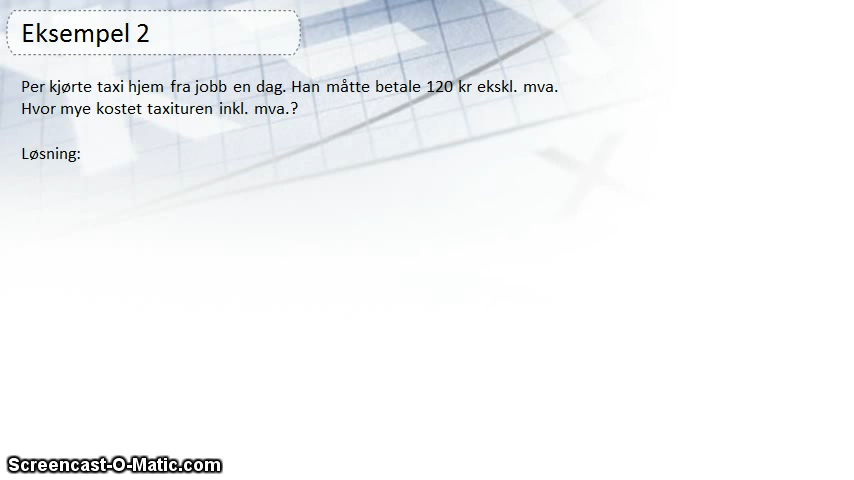 Eksempel 2
Per kjørte taxi hjem fra jobb en dag. Han måtte betale 120 kr ekskl. mva.
Hvor mye kostet taxituren inkl. mva.?
Løsning:
Screencast-O-Matic.com